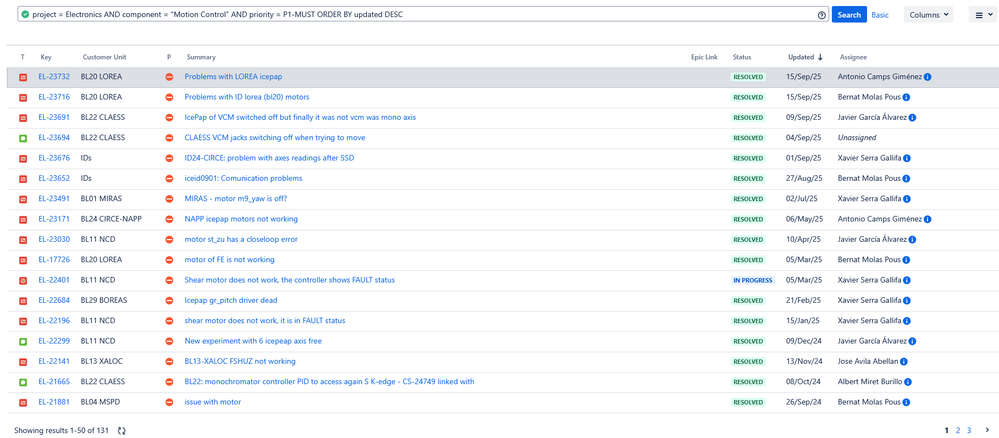 project = Electronics AND component = "Motion Control" AND priority = P1-MUST ORDER BY updated DESC Search Basic Columns
T Key Customer Unit P Summary Epic Link Status Updated Assignee
EL-23732 BL20 LOREA Problems with LOREA icepap RESOLVED 15/Sep/25 Antonio Camps Giménez
EL-23716 BL20 LOREA Problems with ID lorea (bl20) motors RESOLVED 15/Sep/25 Bernat Molas Pous
EL-23691 BL22 CLAESS IcePap of VCM switched off but finally it was not vcm was mono axis RESOLVED 09/Sep/25 Javier García Álvarez
EL-23694 BL22 CLAESS CLAESS VCM jacks switching off when trying to move RESOLVED 04/Sep/25 Unassigned
EL-23676 IDs ID24-CIRCE: problem with axes readings after SSD RESOLVED 01/Sep/25 Xavier Serra Gallifa
EL-23652 IDs iceid0901: Comunication problems RESOLVED 27/Aug/25 Bernat Molas Pous
EL-23491 BL01 MIRAS MIRAS - motor m9_yaw is off? RESOLVED 02/Jul/25 Xavier Serra Gallifa
EL-23171 BL24 CIRCE-NAPP NAPP icepap motors not working RESOLVED 06/May/25 Antonio Camps Giménez
EL-23030 BL11 NCD motor st_zu has a closeloop error RESOLVED 10/Apr/25 Javier García Álvarez
EL-17726 BL20 LOREA motor of FE is not working RESOLVED 05/Mar/25 Bernat Molas Pous
EL-22401 BL11 NCD Shear motor does not work, the controller shows FAULT status IN PROGRESS 05/Mar/25 Xavier Serra Gallifa
EL-22684 BL29 BOREAS Icepap gr_pitch driver dead RESOLVED 21/Feb/25 Xavier Serra Gallifa
EL-22196 BL11 NCD shear motor does not work, it is in FAULT status RESOLVED 15/Jan/25 Xavier Serra Gallifa
EL-22299 BL11 NCD New experiment with 6 icepeap axis free RESOLVED 09/Dec/24 Javier García Álvarez
EL-22141 BL13 XALOC BL13-XALOC FSHUZ not working RESOLVED 13/Nov/24 Jose Avila Abellan
EL-21665 BL22 CLAESS BL22: monochromator controller PID to access again S K-edge - CS-24749 linked with RESOLVED 08/Oct/24 Albert Miret Burillo
EL-21881 BL04 MSPD issue with motor RESOLVED 26/Sep/24 Bernat Molas Pous
Showing results 1-50 of 131 1 2 3